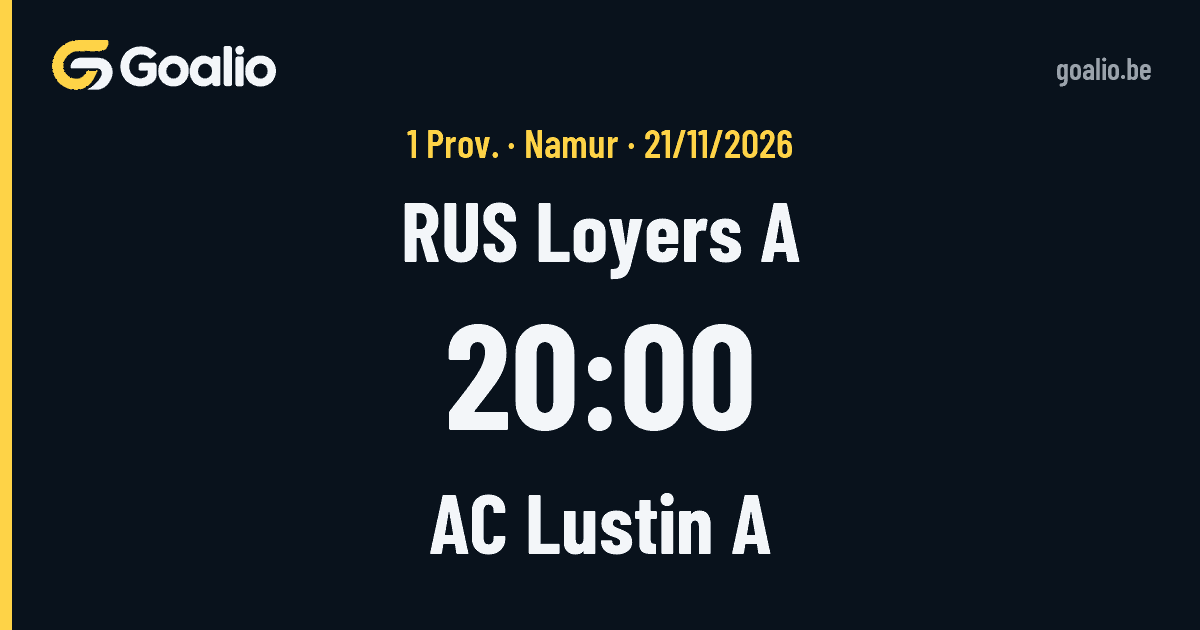 Goalio
goalio.be
1 Prov. · Namur · 21/11/2026
RUS Loyers A
20:00
AC Lustin A